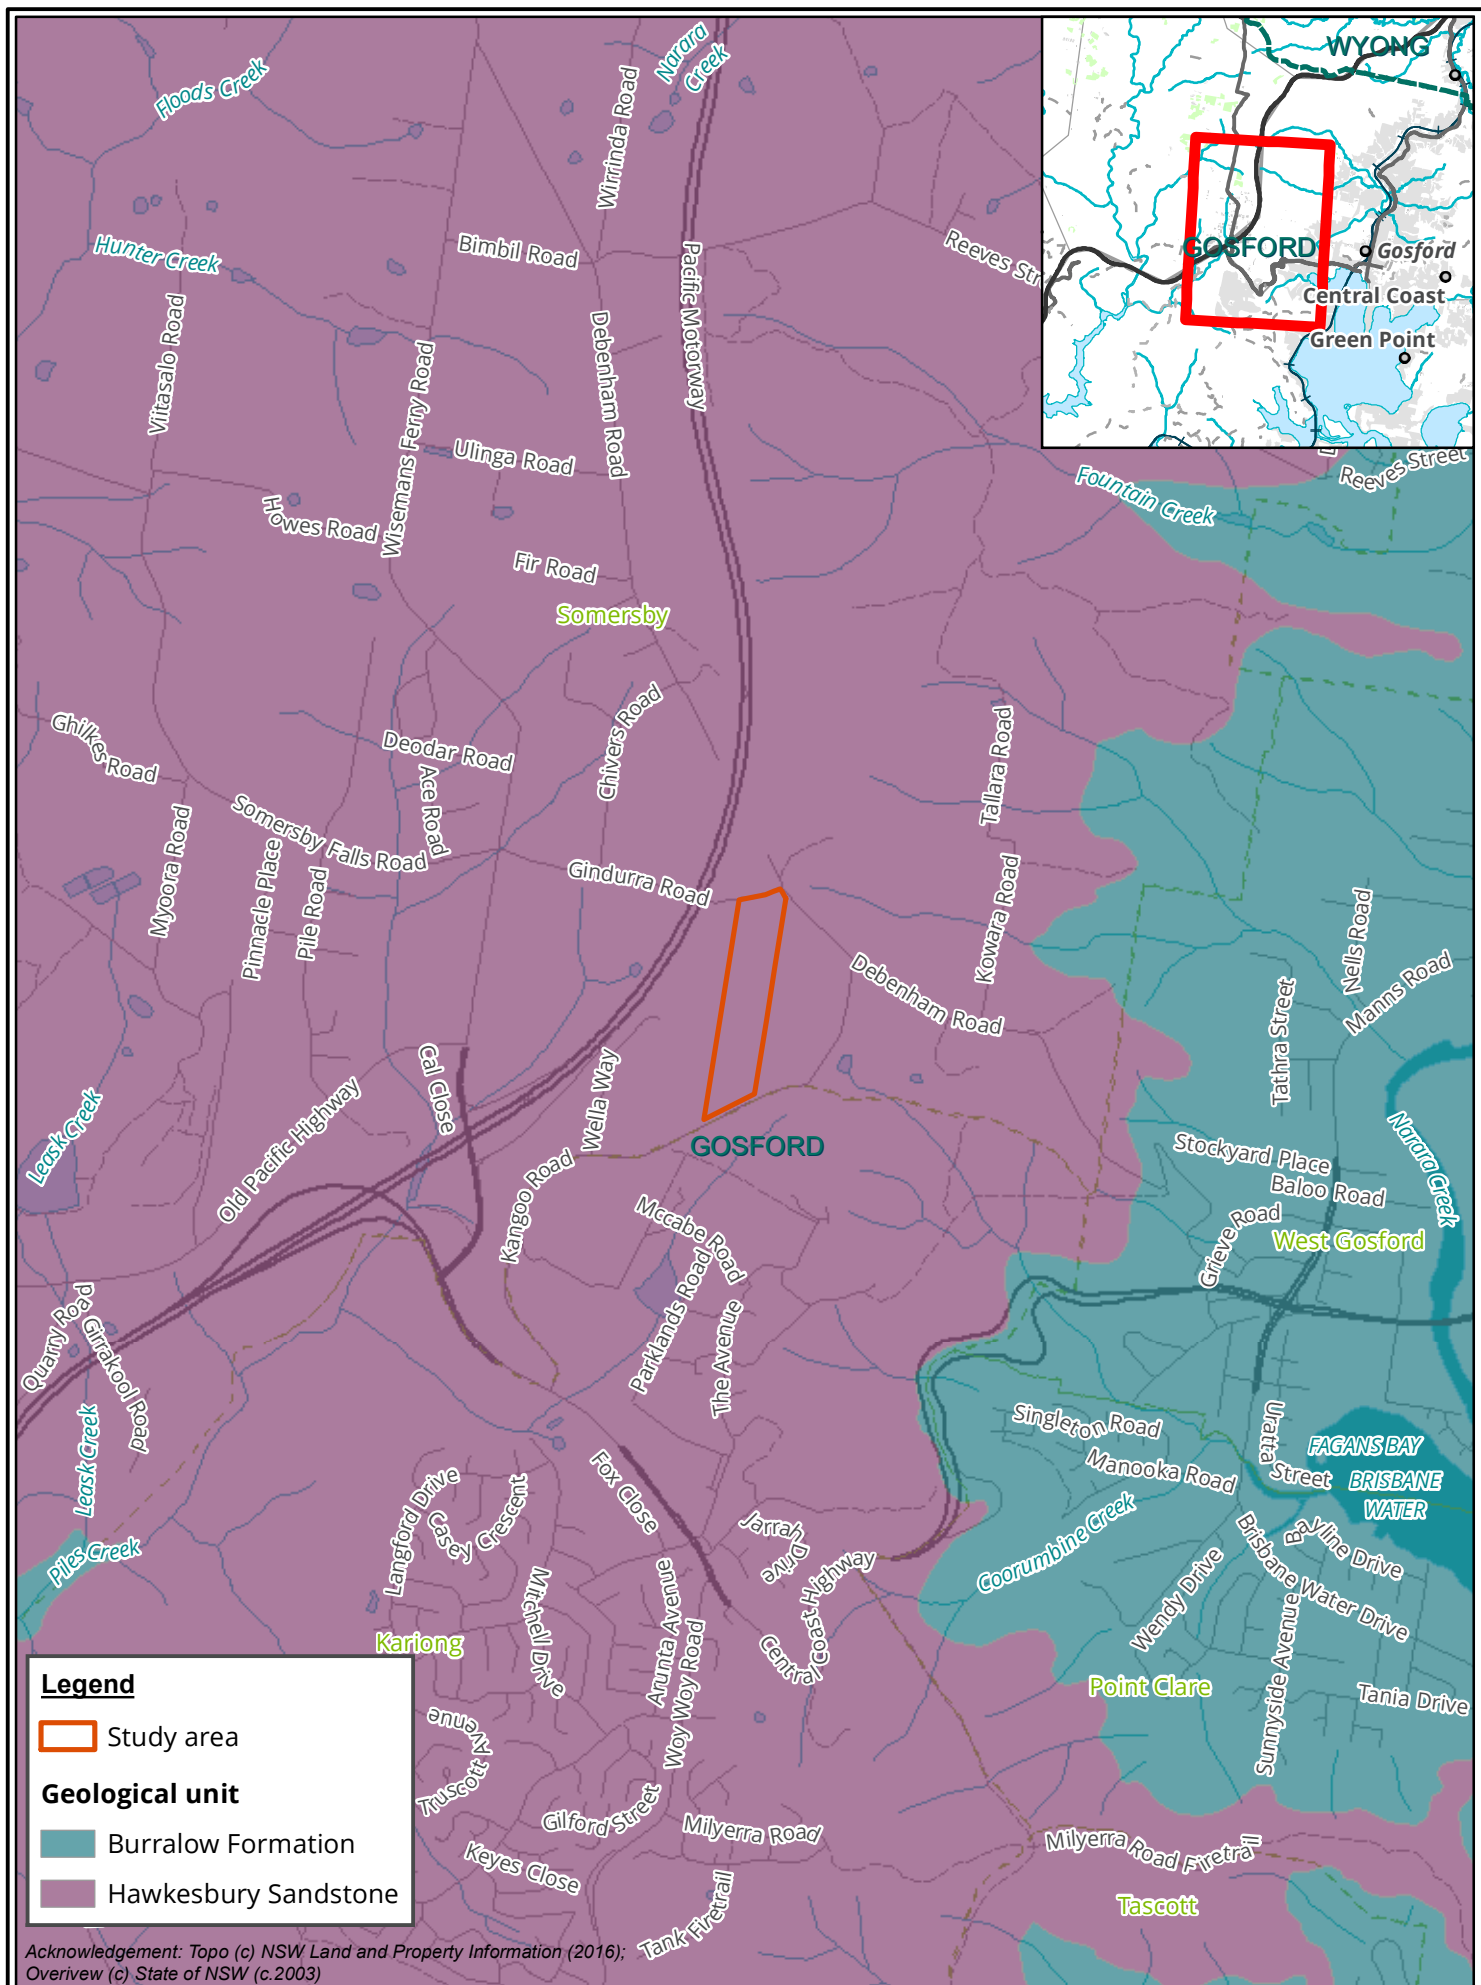 Floods Creek
Narara
Creek
Wirrinda Road
WYONG
Hunter Creek
Bimbil Road
Pacific Motorway
Reeves Str
GOSFORD
Gosford
Central Coast
Green Point
Viitasalo Road
Wisemans Ferry Road
Debenham Road
Ulinga Road
Reeves Street
Fountain Creek
Howes Road
Fir Road
Somersby
Ghilkes Road
Deodar Road
Chivers Road
Tallara Road
Ace Road
Somersby Falls Road
Myoora Road
Pinnacle Place
Pile Road
Gindurra Road
Kowara Road
Debenham Road
Nells Road
Manns Road
Tathra Street
Cal Close
Wella Way
Leask Creek
Old Pacific Highway
GOSFORD
Kangoo Road
Narara Creek
Stockyard Place
Baloo Road
Mccabe Road
Grieve Road
West Gosford
Quarry Road
Girrakool Road
Parklands Road
The Avenue
Leask Creek
Singleton Road
Uratta Street
FAGANS BAY
Manooka Road
BRISBANE
WATER
Langford Drive
Casey Crescent
Fox Close
Jarrah Drive
Piles Creek
Coorumbine Creek
Bayline Drive
Brisbane Water Drive
Wendy Drive
Mitchell Drive
Arunta Avenue
Woy Woy Road
Central Coast Highway
Kariong
Point Clare
Sunnyside Avenue
Tania Drive
Truscott Avenue
Gilford Street
Milyerra Road
Milyerra Road Firetrail
Keyes Close
Tank Firetrail
Tascott
Legend
Study area
Geological unit
Burralow Formation
Hawkesbury Sandstone
Acknowledgement: Topo (c) NSW Land and Property Information (2016);
Overivew (c) State of NSW (c.2003)